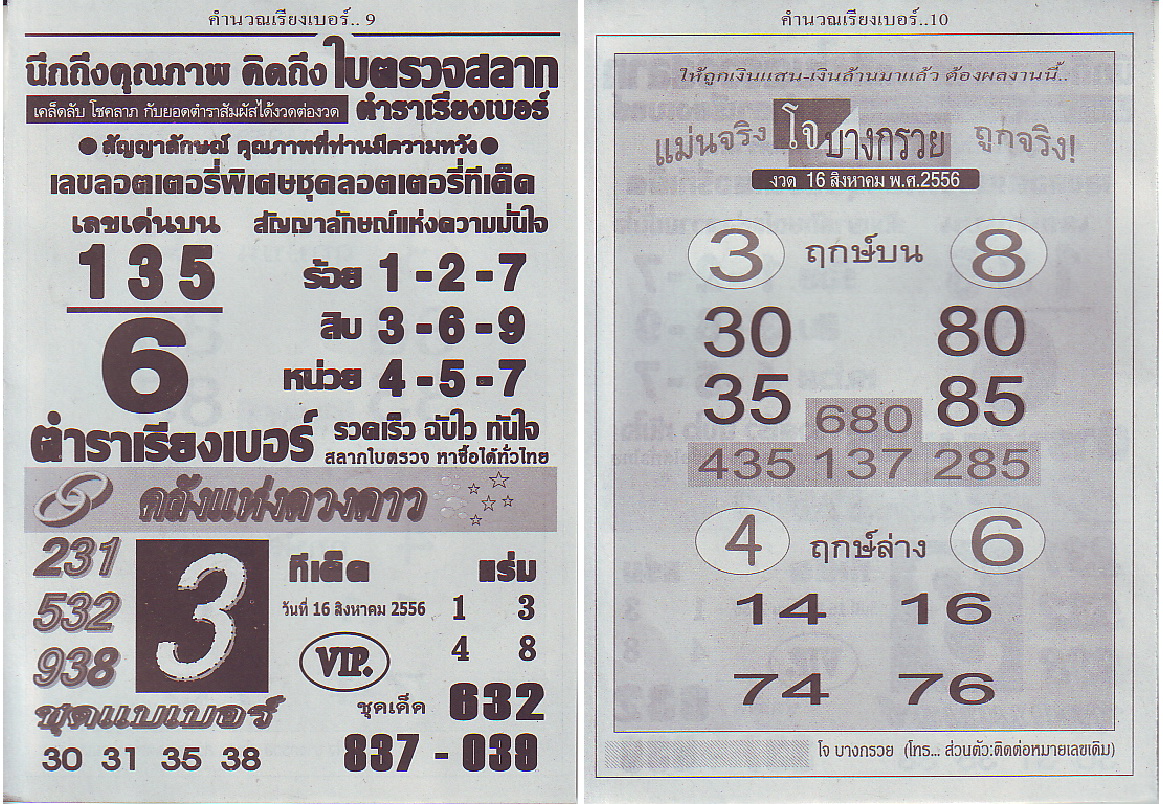 คำนวณเรียงเบอร์.. 9
นึกถึงคุณภาพ คิดถึง ใบตรวจสลาก
เคล็ดลับ โชคลาภ กับยอดตำราสัมผัสได้งวดต่องวด ตำราเรียงเบอร์
● สัญญาลักษณ์ คุณภาพที่ท่านมีความหวัง ●
เลขลอตเตอรี่พิเศษชุดลอตเตอรี่ทีเด็ด
เลขเด่นบน สัญญาลักษณ์แห่งความมั่นใจ
135
6
ร้อย 1 - 2 - 7
สิบ 3 - 6 - 9
หน่วย 4 - 5 - 7
ตำราเรียงเบอร์ รวดเร็ว ฉับไว ทันใจ
สลากใบตรวจ หาซื้อได้ทั่วไทย
คลังแห่งดวงดาว
231
532
938
3
ทีเด็ด แร่ม
วันที่ 16 สิงหาคม 2556 1 3
VIP. 4 8
ชุดเด็ด 632
837 - 039
ชุดแบเบอร์
30 31 35 38
คำนวณเรียงเบอร์..10
ให้ถูกเงินแสน-เงินล้านมาแล้ว ต้องผลงานนี้..
แม่นจริง โจ บางกรวย ถูกจริง!
งวด 16 สิงหาคม พ.ศ.2556
3 ฤกษ์บน 8
30 80
35 85
680
435 137 285
4 ฤกษ์ล่าง 6
14 16
74 76
โจ บางกรวย (โทร... ส่วนตัว:ติดต่อหมายเลขเดิม)